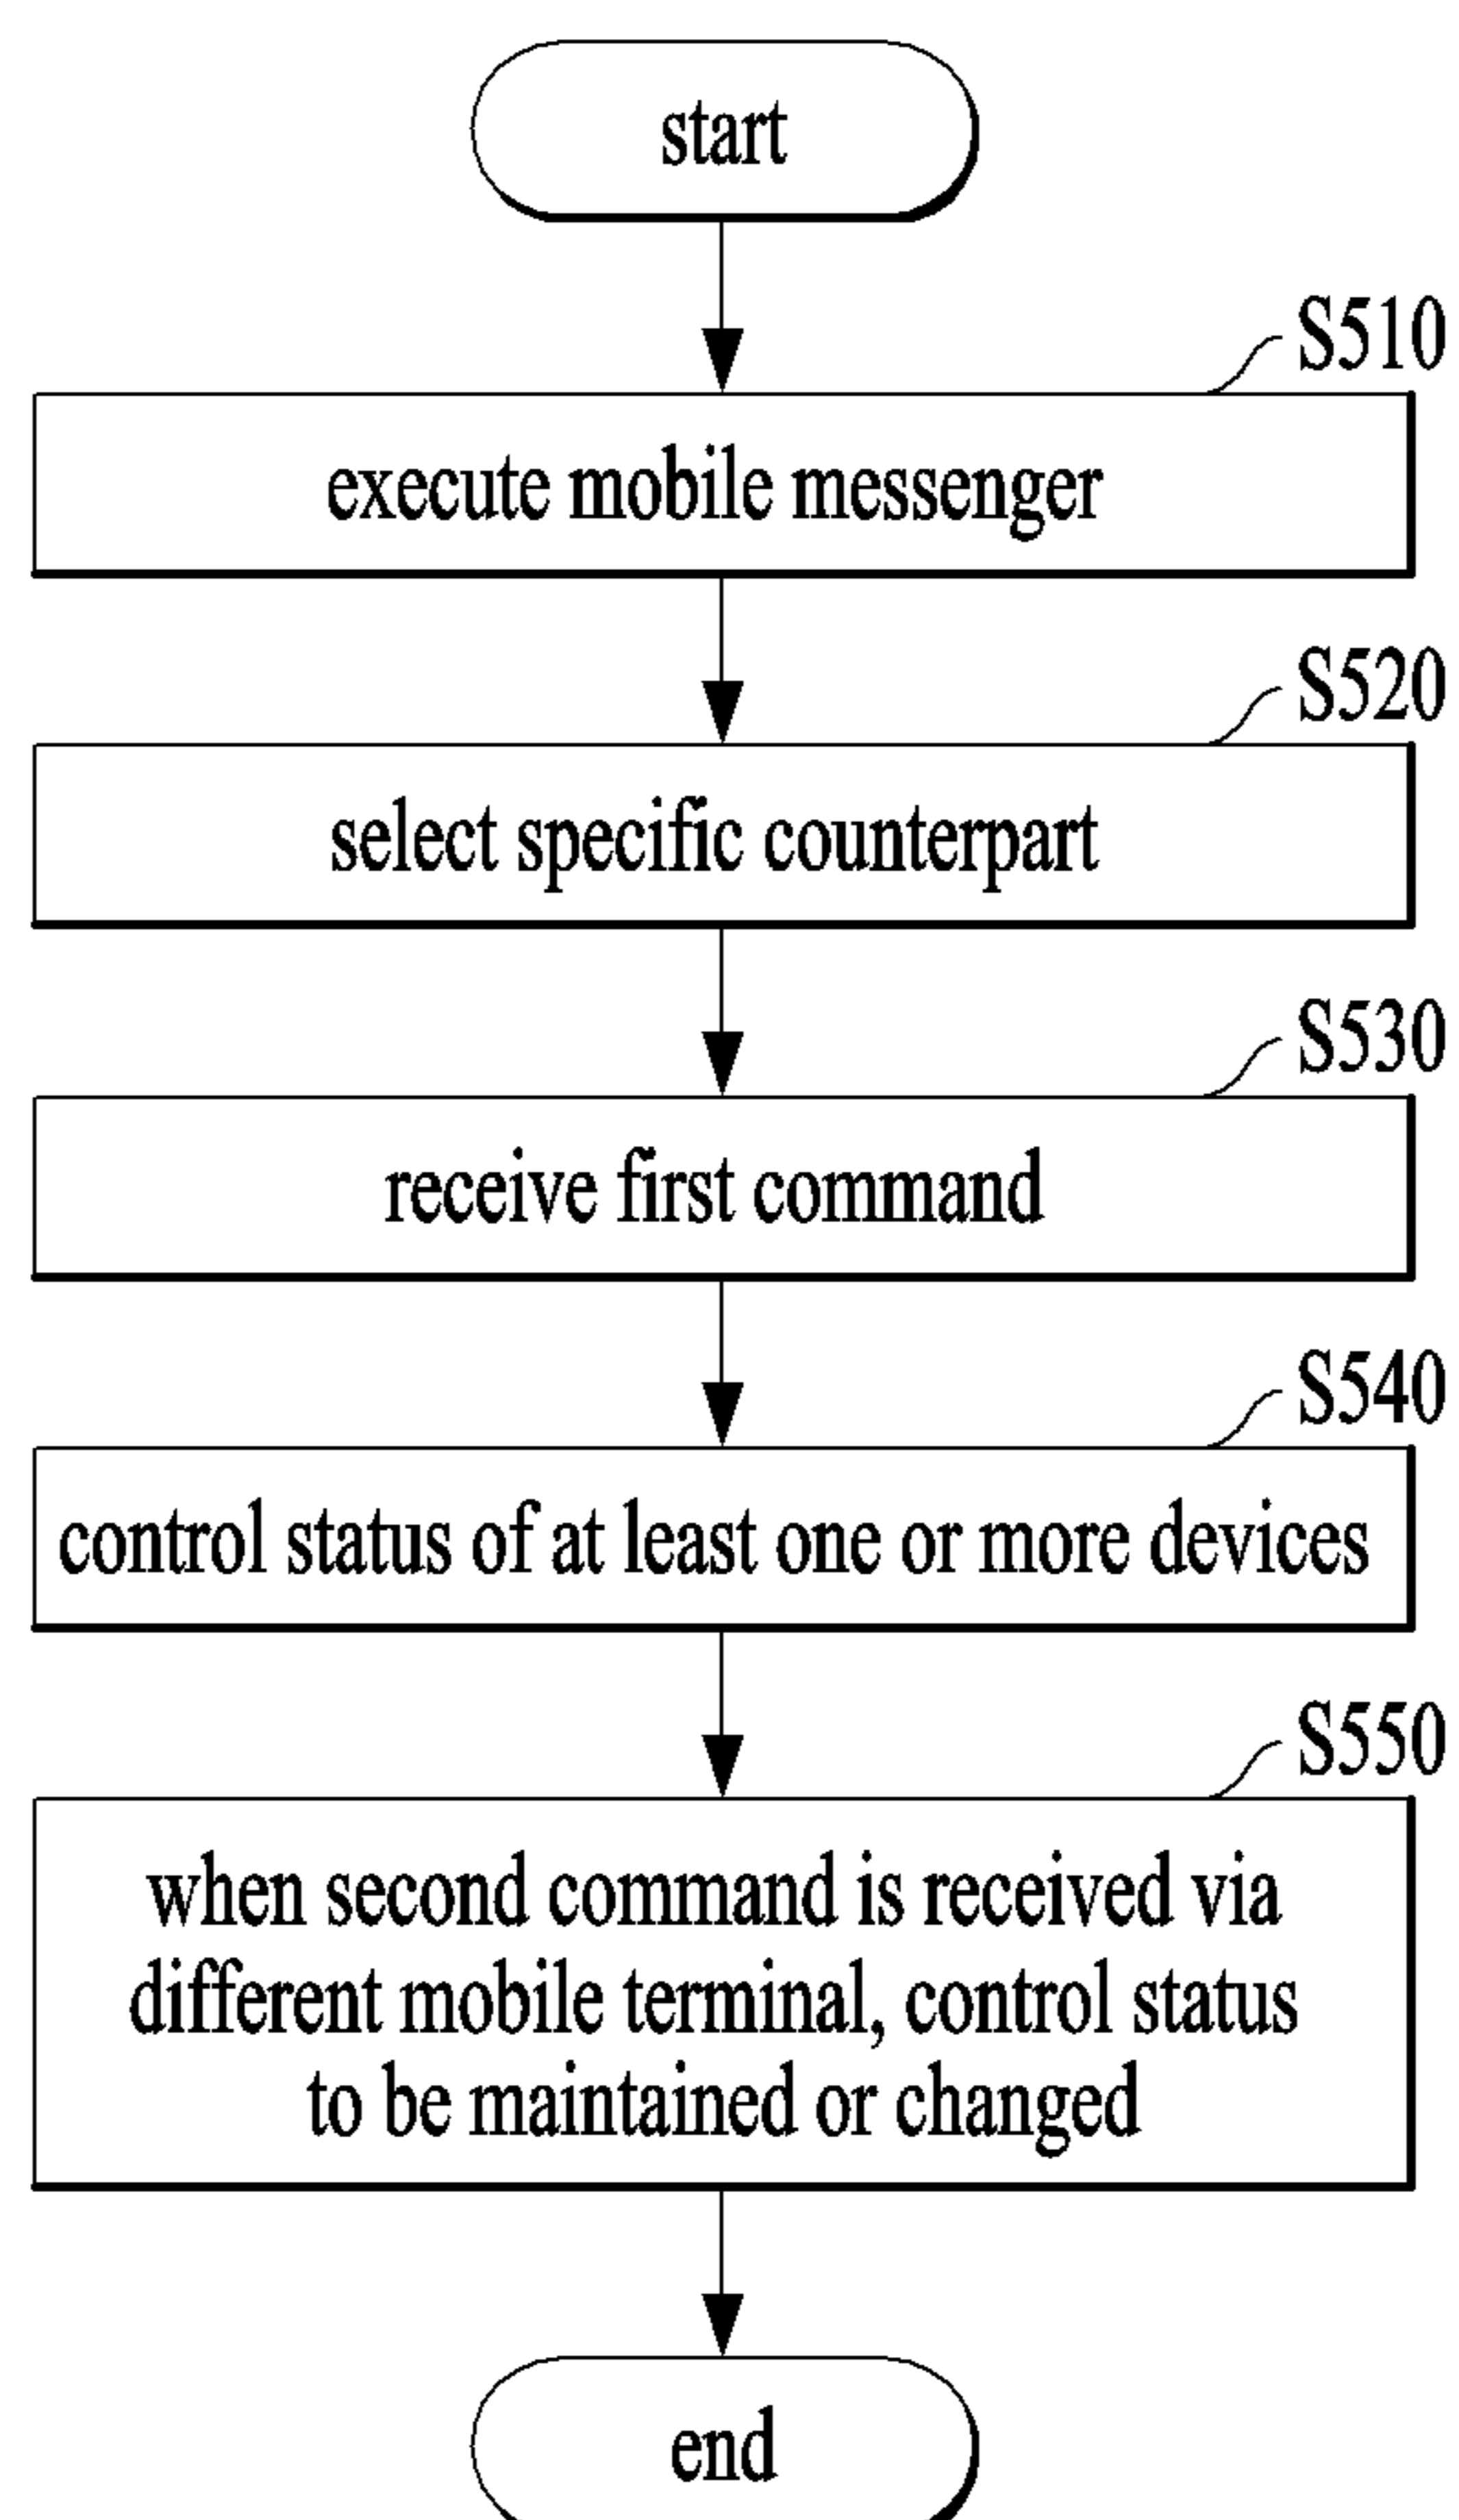 start
S510
execute mobile messenger
S520
select specific counterpart
S530
receive first command
S540
control status of at least one or more devices
S550
when second command is received via
different mobile terminal, control status
to be maintained or changed
end